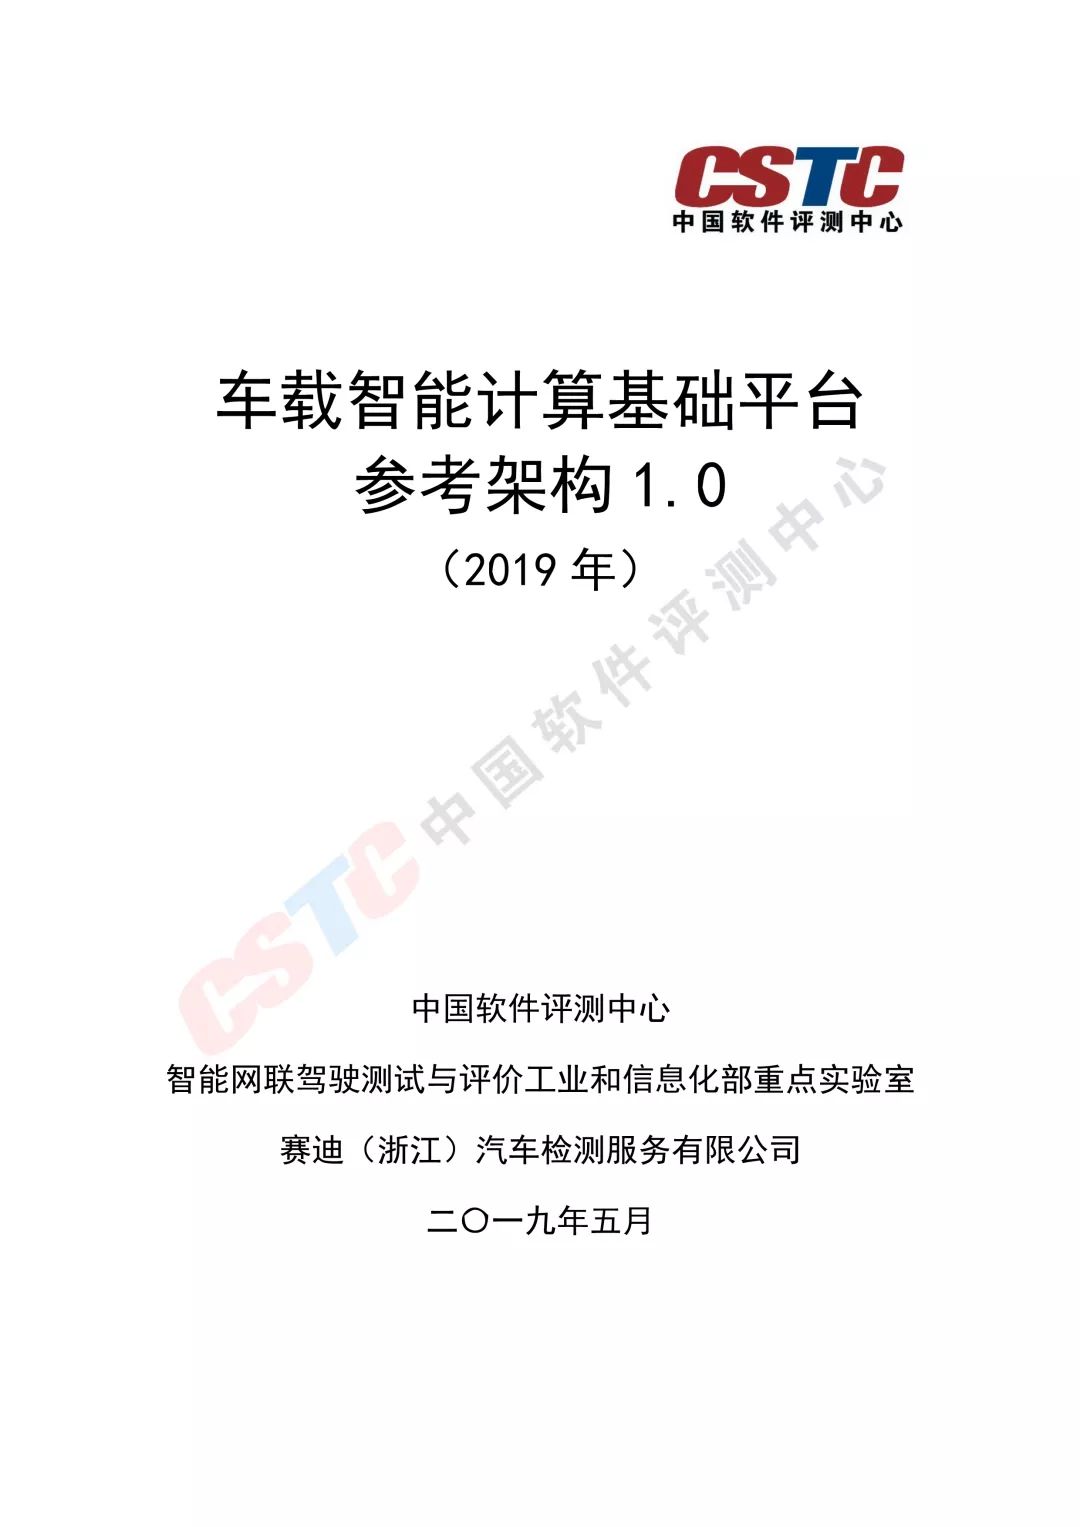 CSTC
中国软件评测中心
车载智能计算基础平台
参考架构 1.0
（2019 年）
CSTC 中国软件评测中心
中国软件评测中心
智能网联驾驶测试与评价工业和信息化部重点实验室
赛迪（浙江）汽车检测服务有限公司
二〇一九年五月